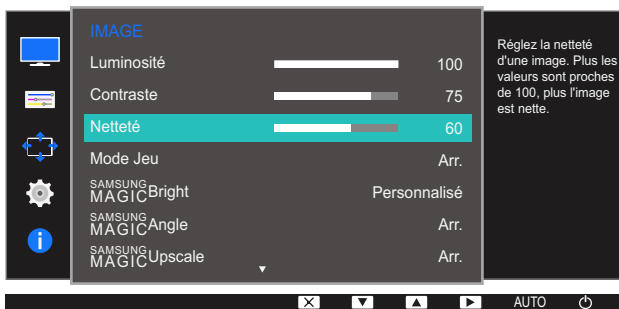 IMAGE
Luminosité 100
Contraste 75
Netteté 60
Mode Jeu Arr.
SAMSUNG MAGIC Bright Personnalisé
SAMSUNG MAGIC Angle Arr.
SAMSUNG MAGIC Upscale Arr.
Réglez la netteté
d'une image. Plus les
valeurs sont proches
de 100, plus l'image
est nette.
AUTO